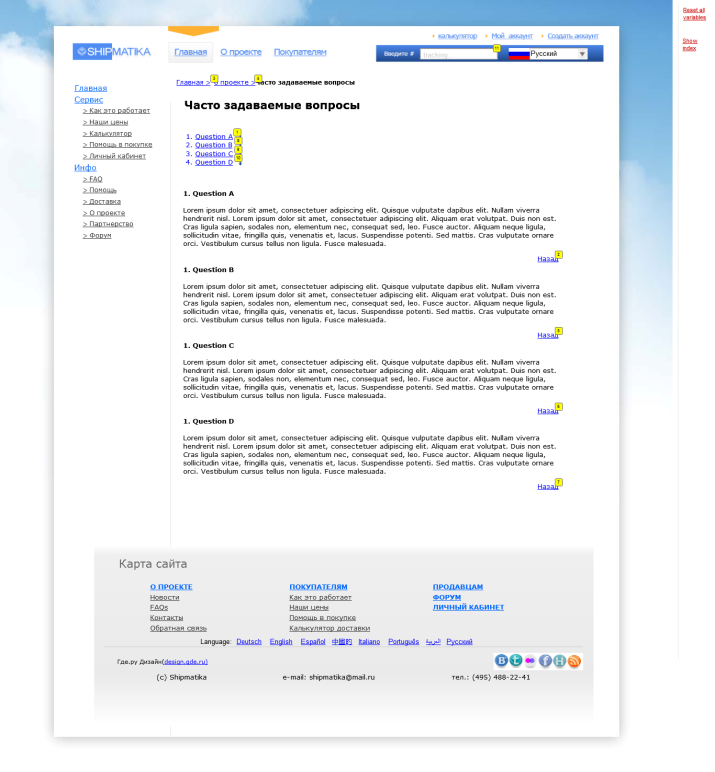 Reset all
variables
Show
index
калькулятор Мой аккаунт Создать аккаунт
SHIPMATIKA
Главная О проекте Покупателям
Вводите # tracking Русский
Главная > О проекте > Часто задаваемые вопросы
Главная
Сервис
> Как это работает
> Наши цены
> Калькулятор
> Помощь в покупке
> Личный кабинет
Инфо
> FAQ
> Помощь
> Доставка
> О проекте
> Партнерство
> Форум
Часто задаваемые вопросы
1. Question A
2. Question B
3. Question C
4. Question D
1. Question A
Lorem ipsum dolor sit amet, consectetuer adipiscing elit. Quisque vulputate dapibus elit. Nullam viverra
hendrerit nisl. Lorem ipsum dolor sit amet, consectetuer adipiscing elit. Aliquam erat volutpat. Duis non est.
Cras ligula sapien, sodales non, elementum nec, consequat sed, leo. Fusce auctor. Aliquam neque ligula,
sollicitudin vitae, fringilla quis, venenatis et, lacus. Suspendisse potenti. Sed mattis. Cras vulputate ornare
orci. Vestibulum cursus tellus non ligula. Fusce malesuada.
Назад
1. Question B
Lorem ipsum dolor sit amet, consectetuer adipiscing elit. Quisque vulputate dapibus elit. Nullam viverra
hendrerit nisl. Lorem ipsum dolor sit amet, consectetuer adipiscing elit. Aliquam erat volutpat. Duis non est.
Cras ligula sapien, sodales non, elementum nec, consequat sed, leo. Fusce auctor. Aliquam neque ligula,
sollicitudin vitae, fringilla quis, venenatis et, lacus. Suspendisse potenti. Sed mattis. Cras vulputate ornare
orci. Vestibulum cursus tellus non ligula. Fusce malesuada.
Назад
1. Question C
Lorem ipsum dolor sit amet, consectetuer adipiscing elit. Quisque vulputate dapibus elit. Nullam viverra
hendrerit nisl. Lorem ipsum dolor sit amet, consectetuer adipiscing elit. Aliquam erat volutpat. Duis non est.
Cras ligula sapien, sodales non, elementum nec, consequat sed, leo. Fusce auctor. Aliquam neque ligula,
sollicitudin vitae, fringilla quis, venenatis et, lacus. Suspendisse potenti. Sed mattis. Cras vulputate ornare
orci. Vestibulum cursus tellus non ligula. Fusce malesuada.
Назад
1. Question D
Lorem ipsum dolor sit amet, consectetuer adipiscing elit. Quisque vulputate dapibus elit. Nullam viverra
hendrerit nisl. Lorem ipsum dolor sit amet, consectetuer adipiscing elit. Aliquam erat volutpat. Duis non est.
Cras ligula sapien, sodales non, elementum nec, consequat sed, leo. Fusce auctor. Aliquam neque ligula,
sollicitudin vitae, fringilla quis, venenatis et, lacus. Suspendisse potenti. Sed mattis. Cras vulputate ornare
orci. Vestibulum cursus tellus non ligula. Fusce malesuada.
Назад
Карта сайта
О ПРОЕКТЕ ПОКУПАТЕЛЯМ ПРОДАВЦАМ
Новости Как это работает ФОРУМ
FAQs Наши цены ЛИЧНЫЙ КАБИНЕТ
Контакты Помощь в покупке
Обратная связь Калькулятор доставки
Language: Deutsch English Español 中國的 Italiano Português العربية Русский
Где.ру Дизайн(design.gde.ru)
(c) Shipmatika e-mail: shipmatika@mail.ru тел.: (495) 488-22-41